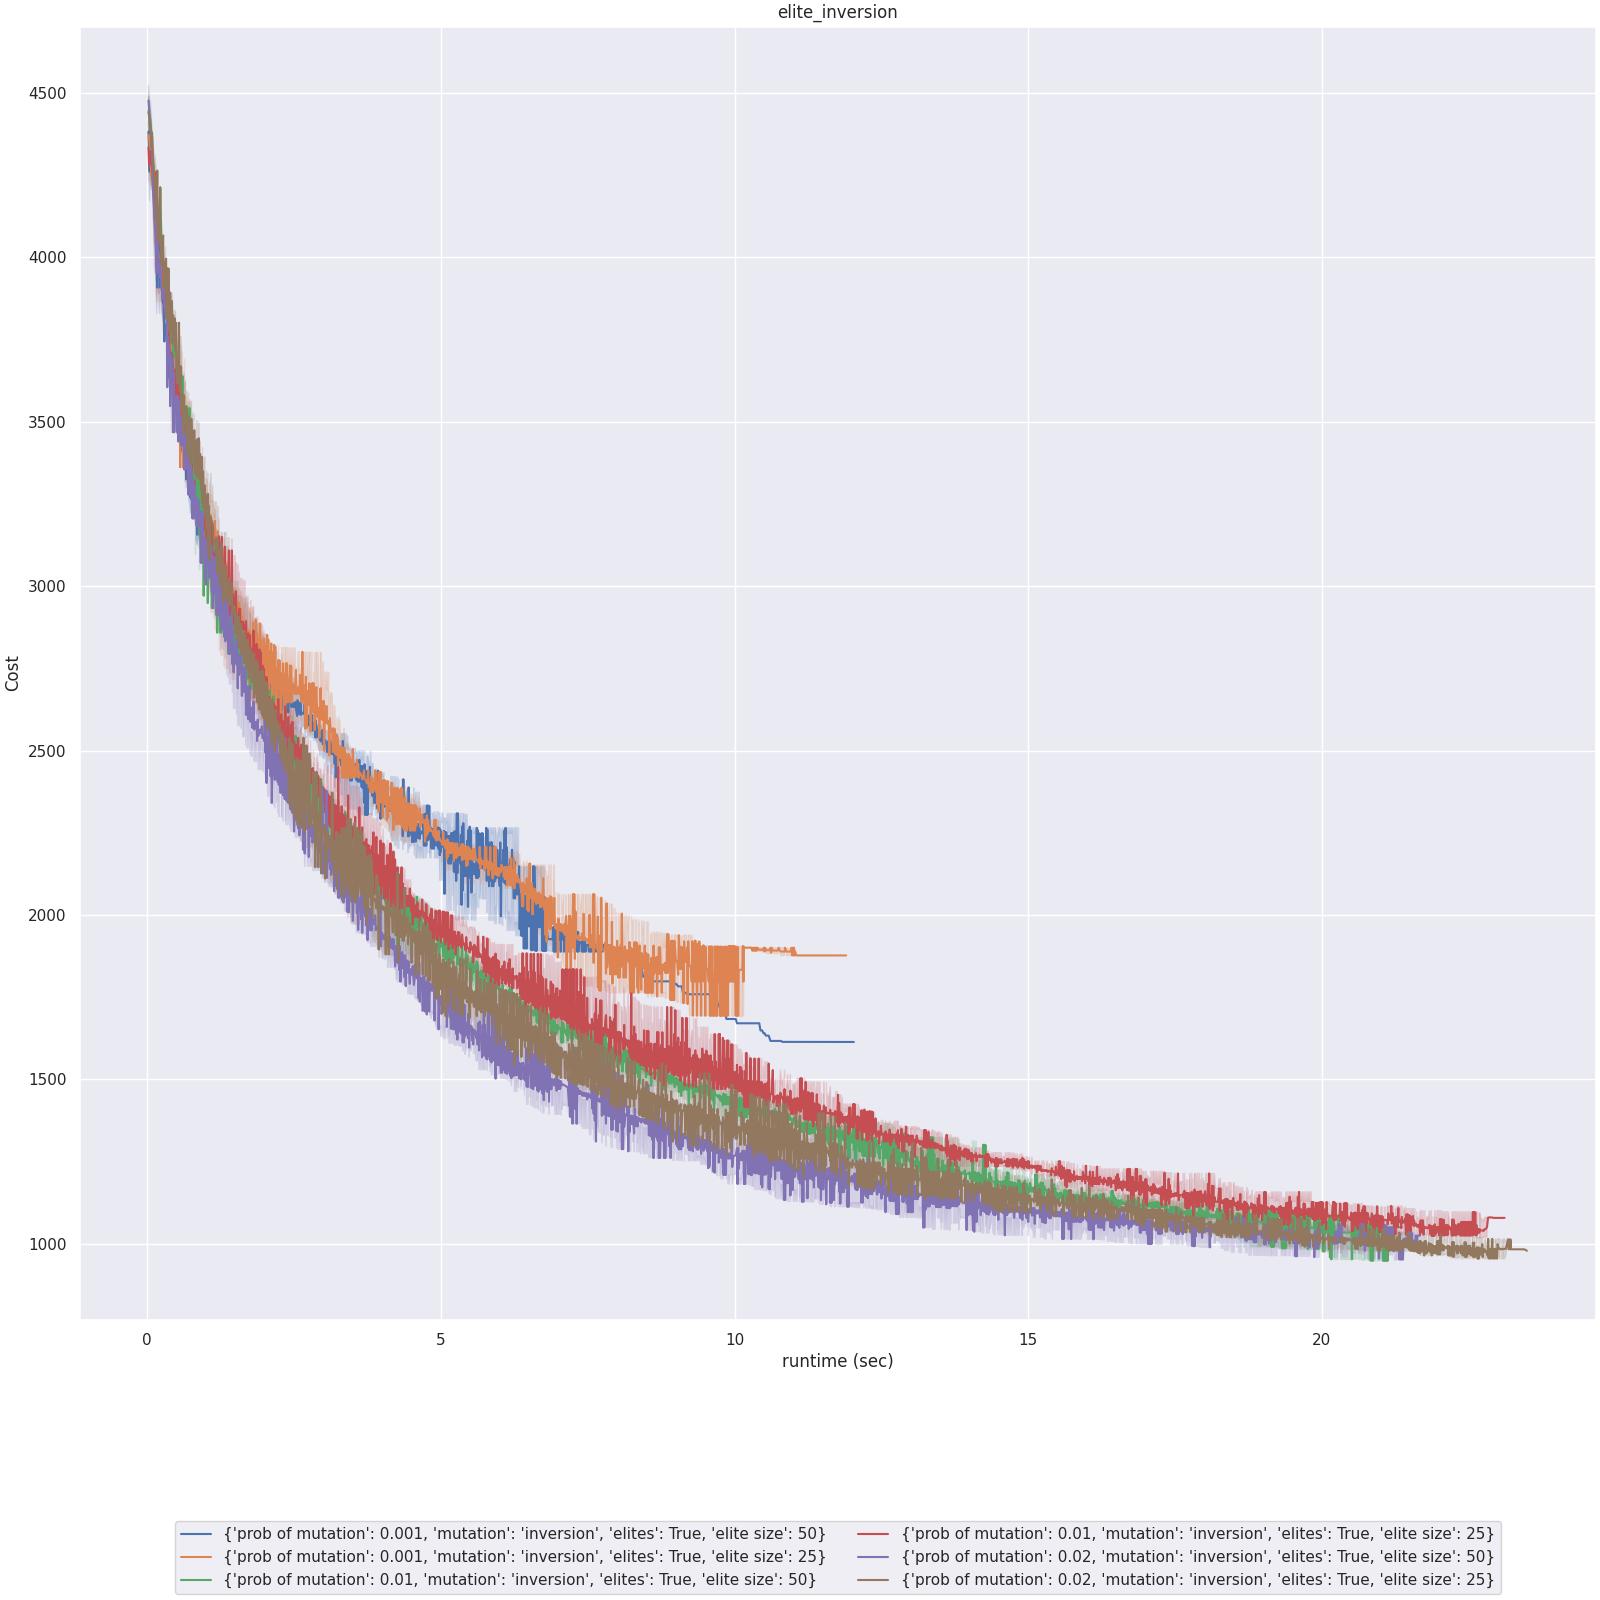 elite_inversion
4500
4000
3500
3000
2500
2000
1500
1000
Cost
0 5 10 15 20
runtime (sec)
{'prob of mutation': 0.001, 'mutation': 'inversion', 'elites': True, 'elite size': 50}
{'prob of mutation': 0.001, 'mutation': 'inversion', 'elites': True, 'elite size': 25}
{'prob of mutation': 0.01, 'mutation': 'inversion', 'elites': True, 'elite size': 50}
{'prob of mutation': 0.01, 'mutation': 'inversion', 'elites': True, 'elite size': 25}
{'prob of mutation': 0.02, 'mutation': 'inversion', 'elites': True, 'elite size': 50}
{'prob of mutation': 0.02, 'mutation': 'inversion', 'elites': True, 'elite size': 25}